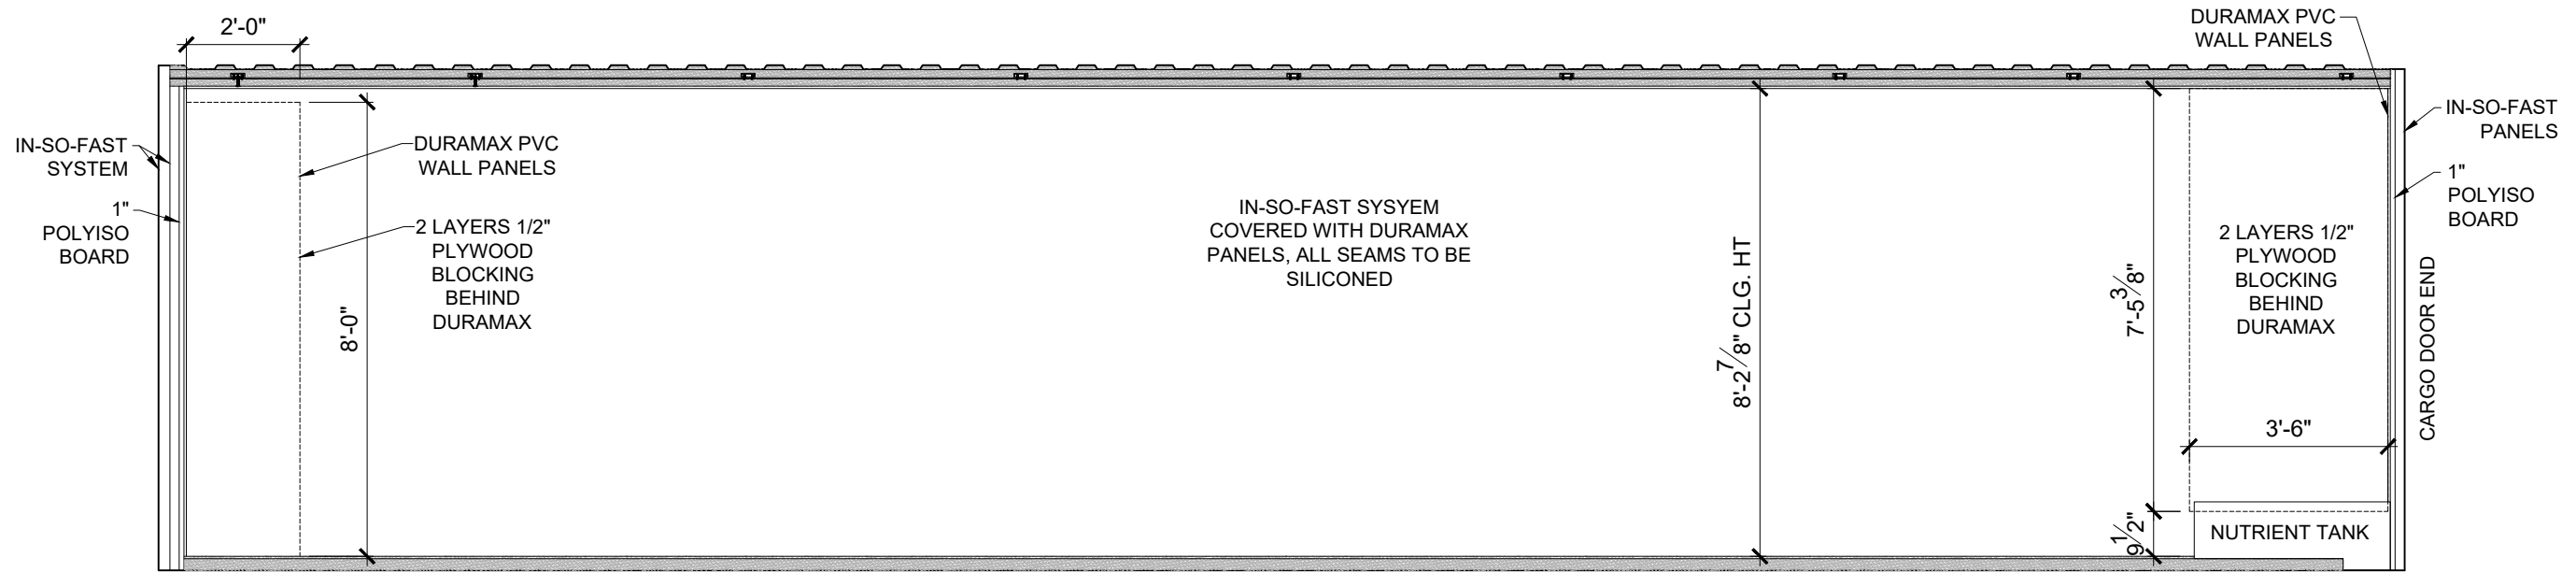 2'-0"
DURAMAX PVC
WALL PANELS
IN-SO-FAST
SYSTEM
1"
POLYISO
BOARD
DURAMAX PVC
WALL PANELS
2 LAYERS 1/2"
PLYWOOD
BLOCKING
BEHIND
DURAMAX
8'-0"
IN-SO-FAST SYSYEM
COVERED WITH DURAMAX
PANELS, ALL SEAMS TO BE
SILICONED
8'-2 7/8" CLG. HT
7'-5 3/8"
9 1/2"
2 LAYERS 1/2"
PLYWOOD
BLOCKING
BEHIND
DURAMAX
3'-6"
NUTRIENT TANK
IN-SO-FAST
PANELS
1"
POLYISO
BOARD
CARGO DOOR END